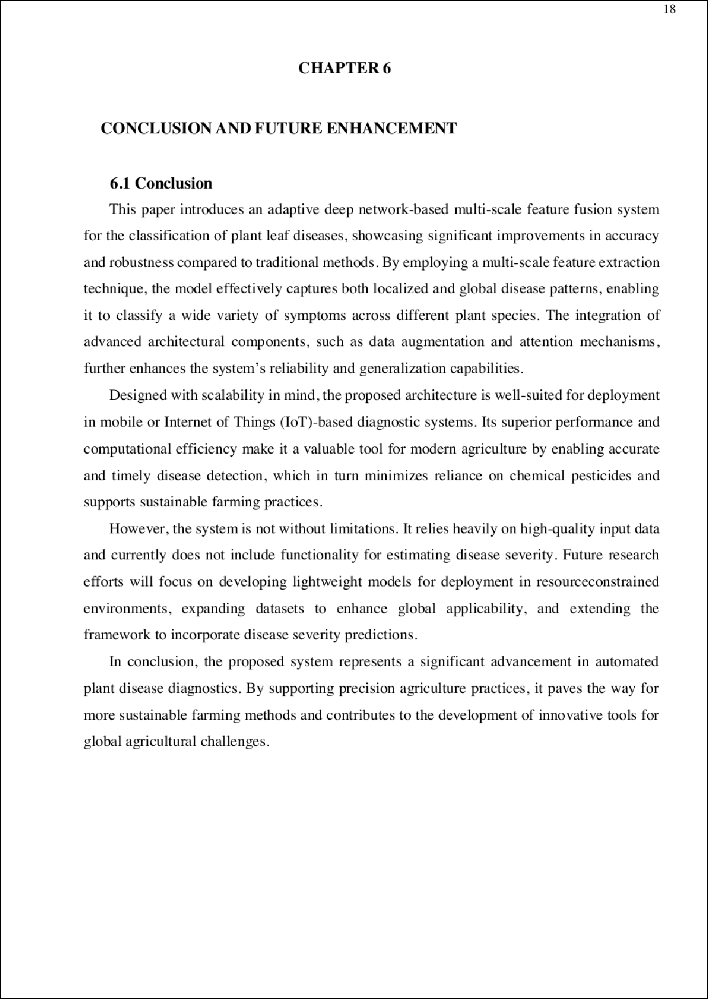 18
CHAPTER 6
CONCLUSION AND FUTURE ENHANCEMENT
6.1 Conclusion
This paper introduces an adaptive deep network-based multi-scale feature fusion system
for the classification of plant leaf diseases, showcasing significant improvements in accuracy
and robustness compared to traditional methods. By employing a multi-scale feature extraction
technique, the model effectively captures both localized and global disease patterns, enabling
it to classify a wide variety of symptoms across different plant species. The integration of
advanced architectural components, such as data augmentation and attention mechanisms,
further enhances the system’s reliability and generalization capabilities.
Designed with scalability in mind, the proposed architecture is well-suited for deployment
in mobile or Internet of Things (IoT)-based diagnostic systems. Its superior performance and
computational efficiency make it a valuable tool for modern agriculture by enabling accurate
and timely disease detection, which in turn minimizes reliance on chemical pesticides and
supports sustainable farming practices.
However, the system is not without limitations. It relies heavily on high-quality input data
and currently does not include functionality for estimating disease severity. Future research
efforts will focus on developing lightweight models for deployment in resourceconstrained
environments, expanding datasets to enhance global applicability, and extending the
framework to incorporate disease severity predictions.
In conclusion, the proposed system represents a significant advancement in automated
plant disease diagnostics. By supporting precision agriculture practices, it paves the way for
more sustainable farming methods and contributes to the development of innovative tools for
global agricultural challenges.